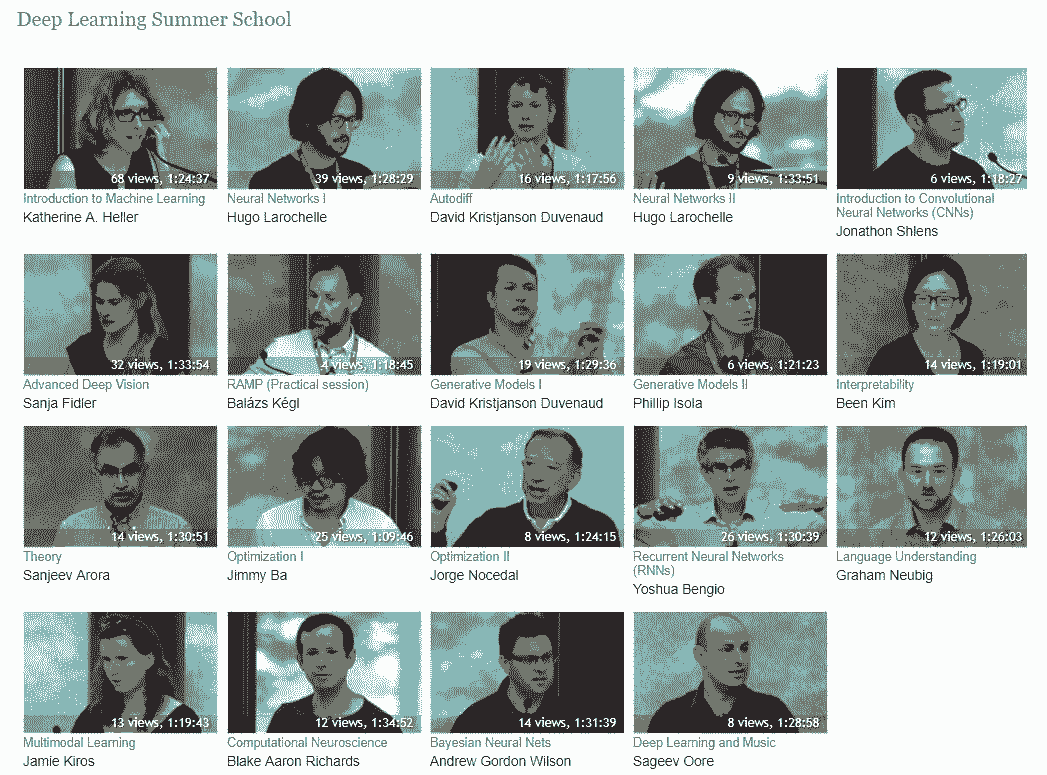 Deep Learning Summer School
68 views, 1:24:37
Introduction to Machine Learning
Katherine A. Heller
39 views, 1:28:29
Neural Networks I
Hugo Larochelle
16 views, 1:17:56
Autodiff
David Kristjanson Duvenaud
9 views, 1:33:51
Neural Networks II
Hugo Larochelle
6 views, 1:18:27
Introduction to Convolutional
Neural Networks (CNNs)
Jonathon Shlens
32 views, 1:33:54
Advanced Deep Vision
Sanja Fidler
4 views, 1:18:45
RAMP (Practical session)
Balázs Kégl
19 views, 1:29:36
Generative Models I
David Kristjanson Duvenaud
6 views, 1:21:23
Generative Models II
Phillip Isola
14 views, 1:19:01
Interpretability
Been Kim
14 views, 1:30:51
Theory
Sanjeev Arora
25 views, 1:09:46
Optimization I
Jimmy Ba
8 views, 1:24:15
Optimization II
Jorge Nocedal
26 views, 1:30:39
Recurrent Neural Networks
(RNNs)
Yoshua Bengio
12 views, 1:26:03
Language Understanding
Graham Neubig
13 views, 1:19:43
Multimodal Learning
Jamie Kiros
12 views, 1:34:52
Computational Neuroscience
Blake Aaron Richards
14 views, 1:31:39
Bayesian Neural Nets
Andrew Gordon Wilson
8 views, 1:28:58
Deep Learning and Music
Sageev Oore